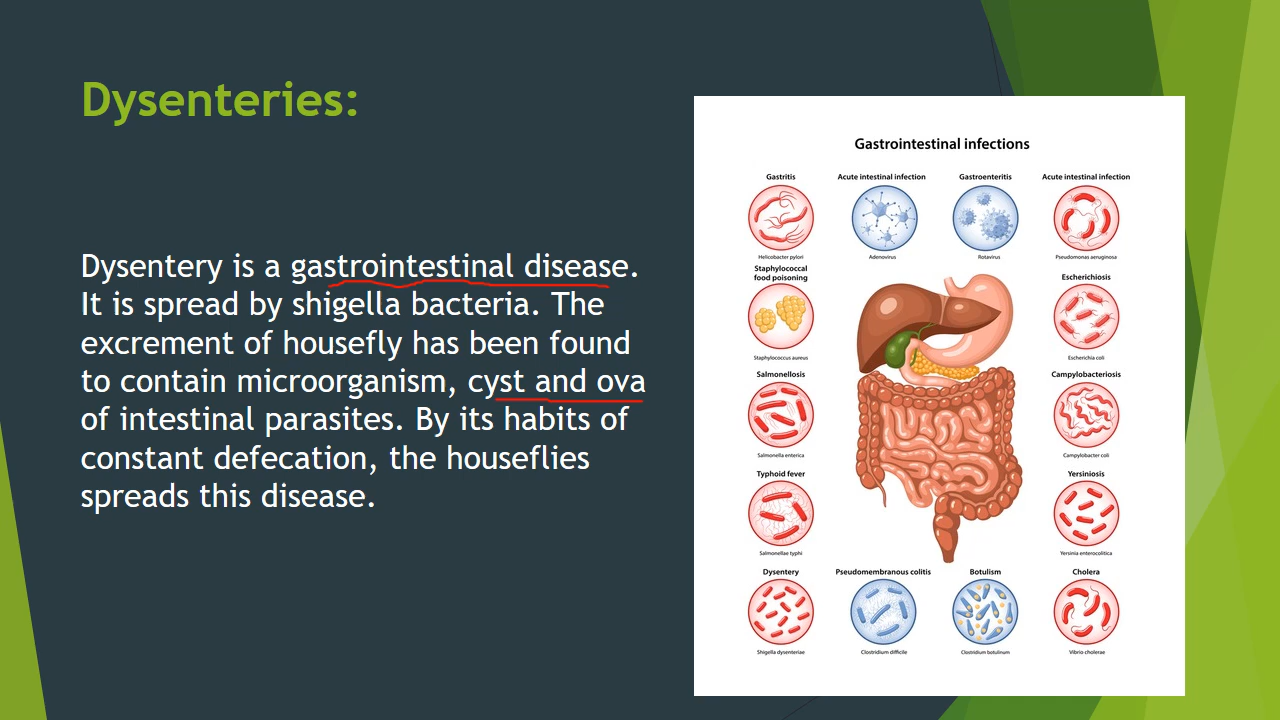 Dysenteries:
Dysentery is a gastrointestinal disease.
It is spread by shigella bacteria. The
excrement of housefly has been found
to contain microorganism, cyst and ova
of intestinal parasites. By its habits of
constant defecation, the houseflies
spreads this disease.
Gastrointestinal infections
Gastritis
Acute intestinal infection
Gastroenteritis
Acute intestinal infection
Helicobacter pylori
Adenovirus
Rotavirus
Pseudomonas aeruginosa
Staphylococcal
food poisoning
Escherichiosis
Staphylococcus aureus
Escherichia coli
Salmonellosis
Campylobacteriosis
Salmonella enterica
Campylobacter coli
Typhoid fever
Yersiniosis
Salmonellae typhi
Yersinia enterocolitica
Dysentery
Pseudomembranous colitis
Botulism
Cholera
Shigella dysenteriae
Clostridium difficile
Clostridium botulinum
Vibrio cholerae